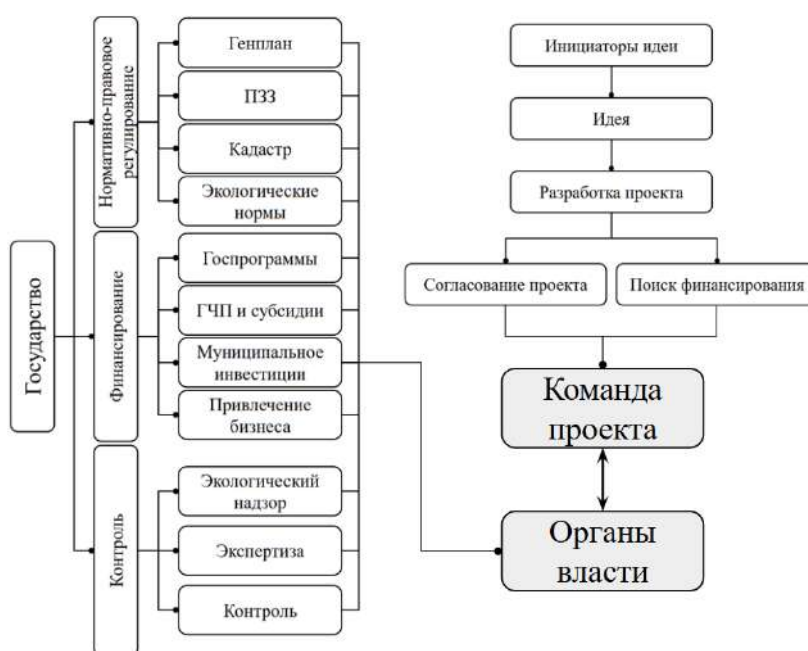 Государство
Нормативно-правовое
регулирование
Генплан
ПЗЗ
Кадастр
Экологические
нормы
Финансирование
Госпрограммы
ГЧП и субсидии
Муниципальное
инвестиции
Привлечение
бизнеса
Контроль
Экологический
надзор
Экспертиза
Контроль
Инициаторы идеи
Идея
Разработка проекта
Согласование проекта
Поиск финансирования
Команда
проекта
Органы
власти